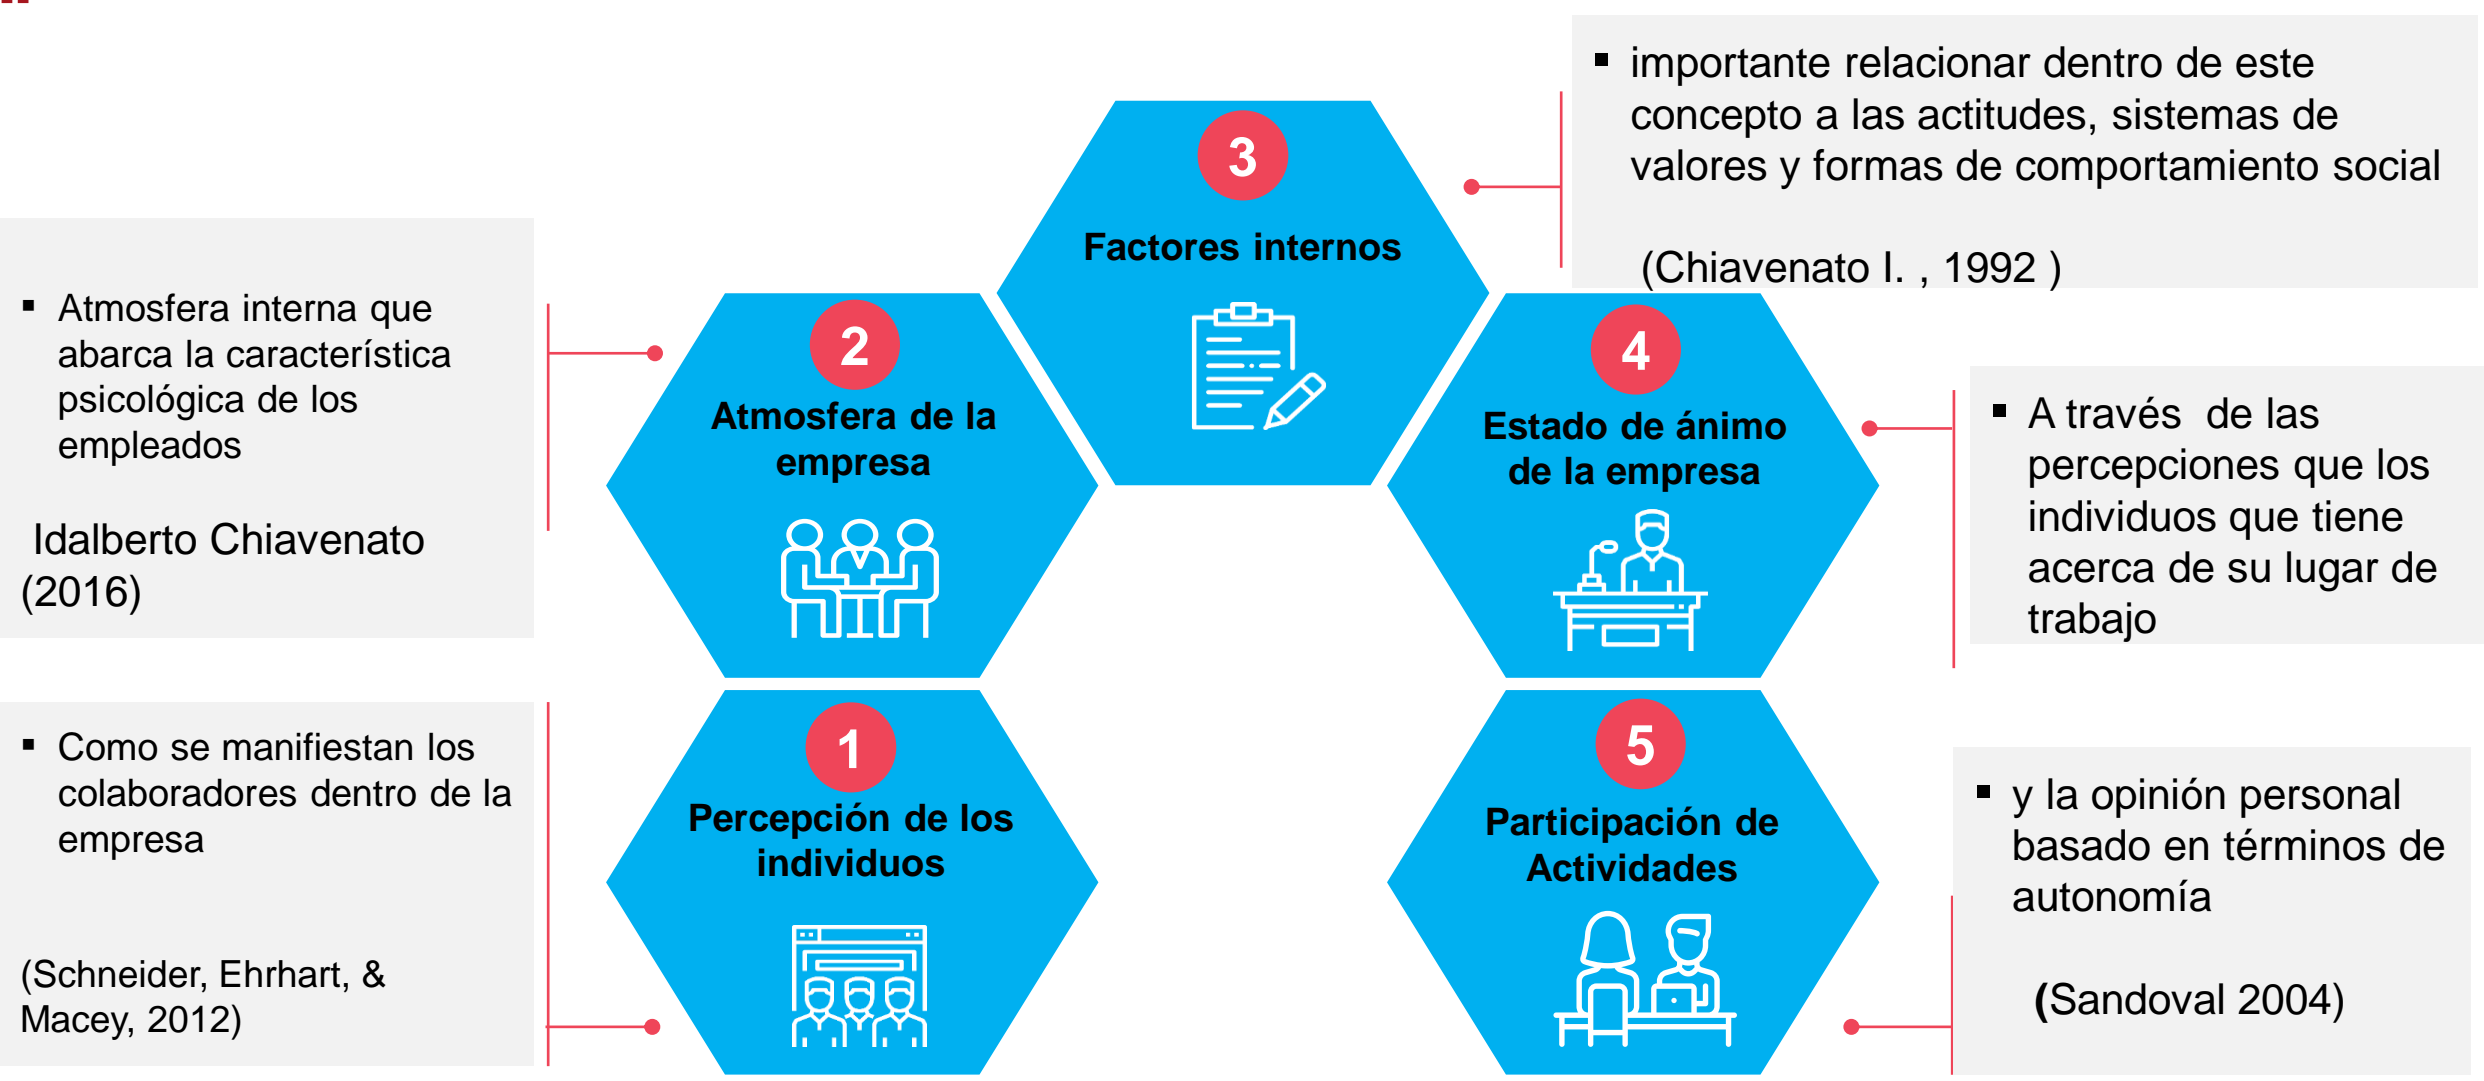 ▪ importante relacionar dentro de este
concepto a las actitudes, sistemas de
valores y formas de comportamiento social
(Chiavenato I. , 1992 )
3
Factores internos
▪ Atmosfera interna que
abarca la característica
psicológica de los
empleados
Idalberto Chiavenato
(2016)
2
Atmosfera de la
empresa
4
Estado de ánimo
de la empresa
▪ A través  de las
percepciones que los
individuos que tiene
acerca de su lugar de
trabajo
▪ Como se manifiestan los
colaboradores dentro de la
empresa
(Schneider, Ehrhart, &
Macey, 2012)
1
Percepción de los
individuos
5
Participación de
Actividades
▪ y la opinión personal
basado en términos de
autonomía
(Sandoval 2004)